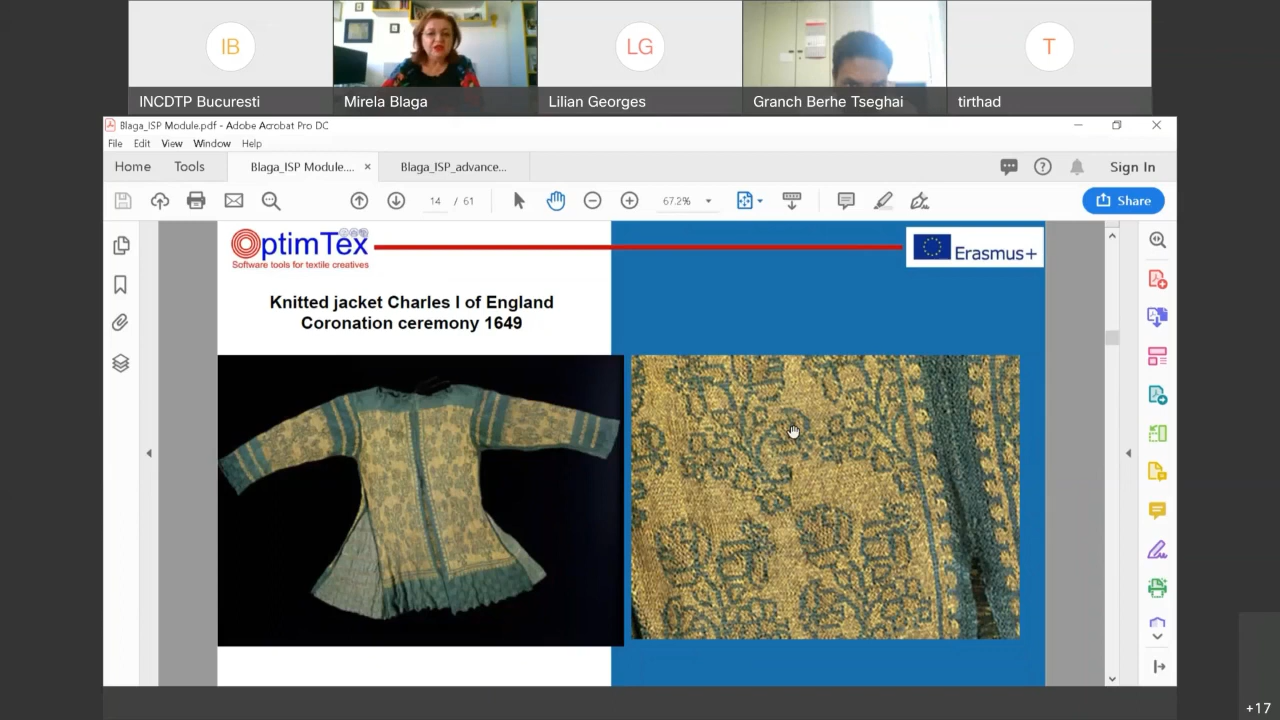 IB
LG
T
INCDTP Bucuresti
Mirela Blaga
Lilian Georges
Granch Berhe Tseghai
tirthad
Blaga_ISP Module.pdf - Adobe Acrobat Pro DC
File Edit View Window Help
Home Tools Blaga_ISP Module.... × Blaga_ISP_advance... Sign In
14 / 61 67.2% Share
OptimTex
Software tools for textile creatives
Erasmus+
Knitted jacket Charles I of England
Coronation ceremony 1649
+17